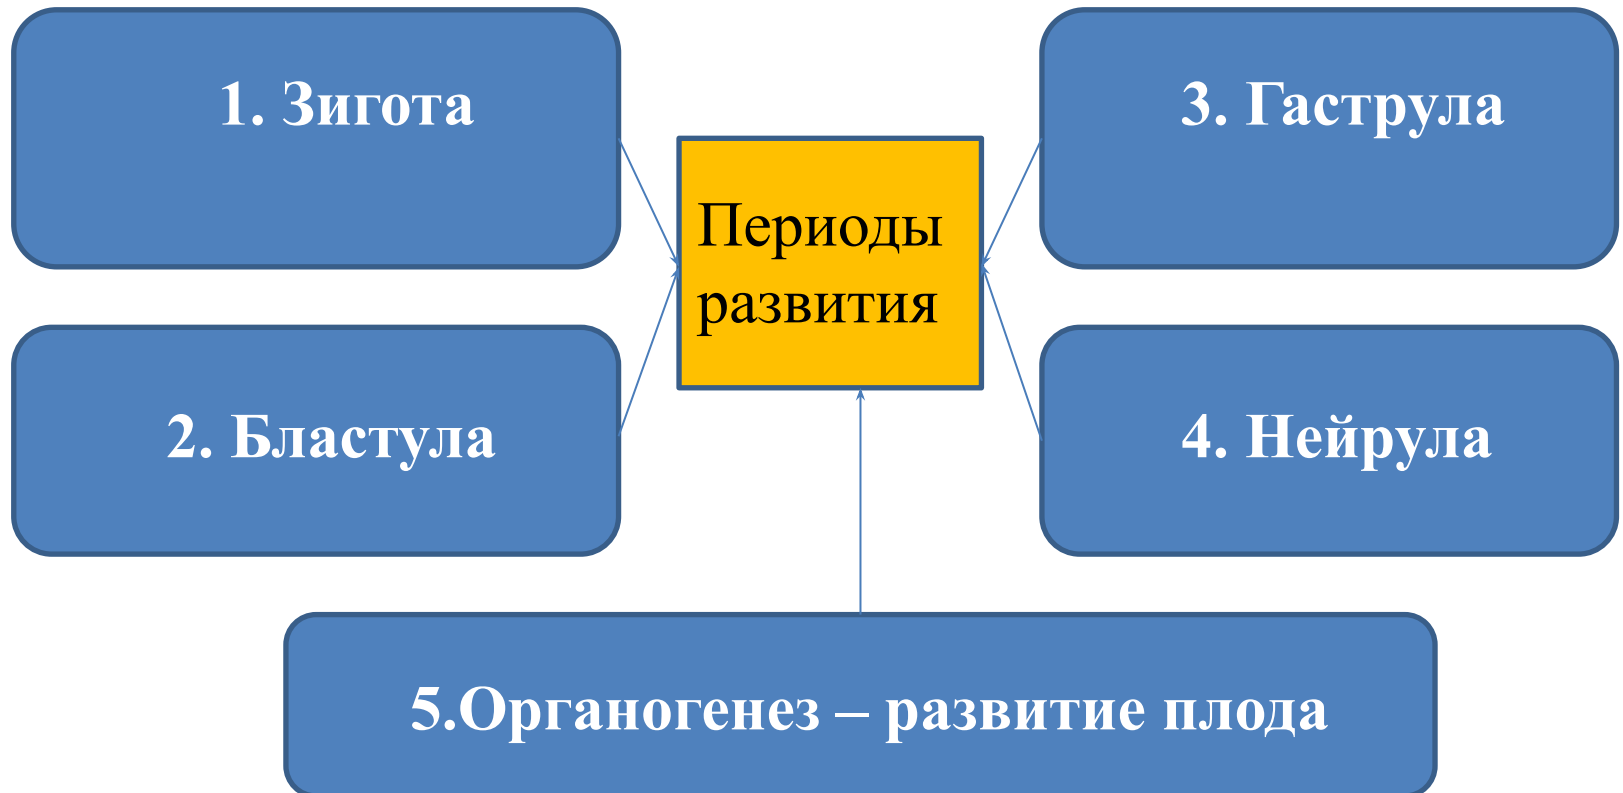 1. Зигота
2. Бластула
Периоды
развития
3. Гаструла
4. Нейрула
5.Органогенез – развитие плода